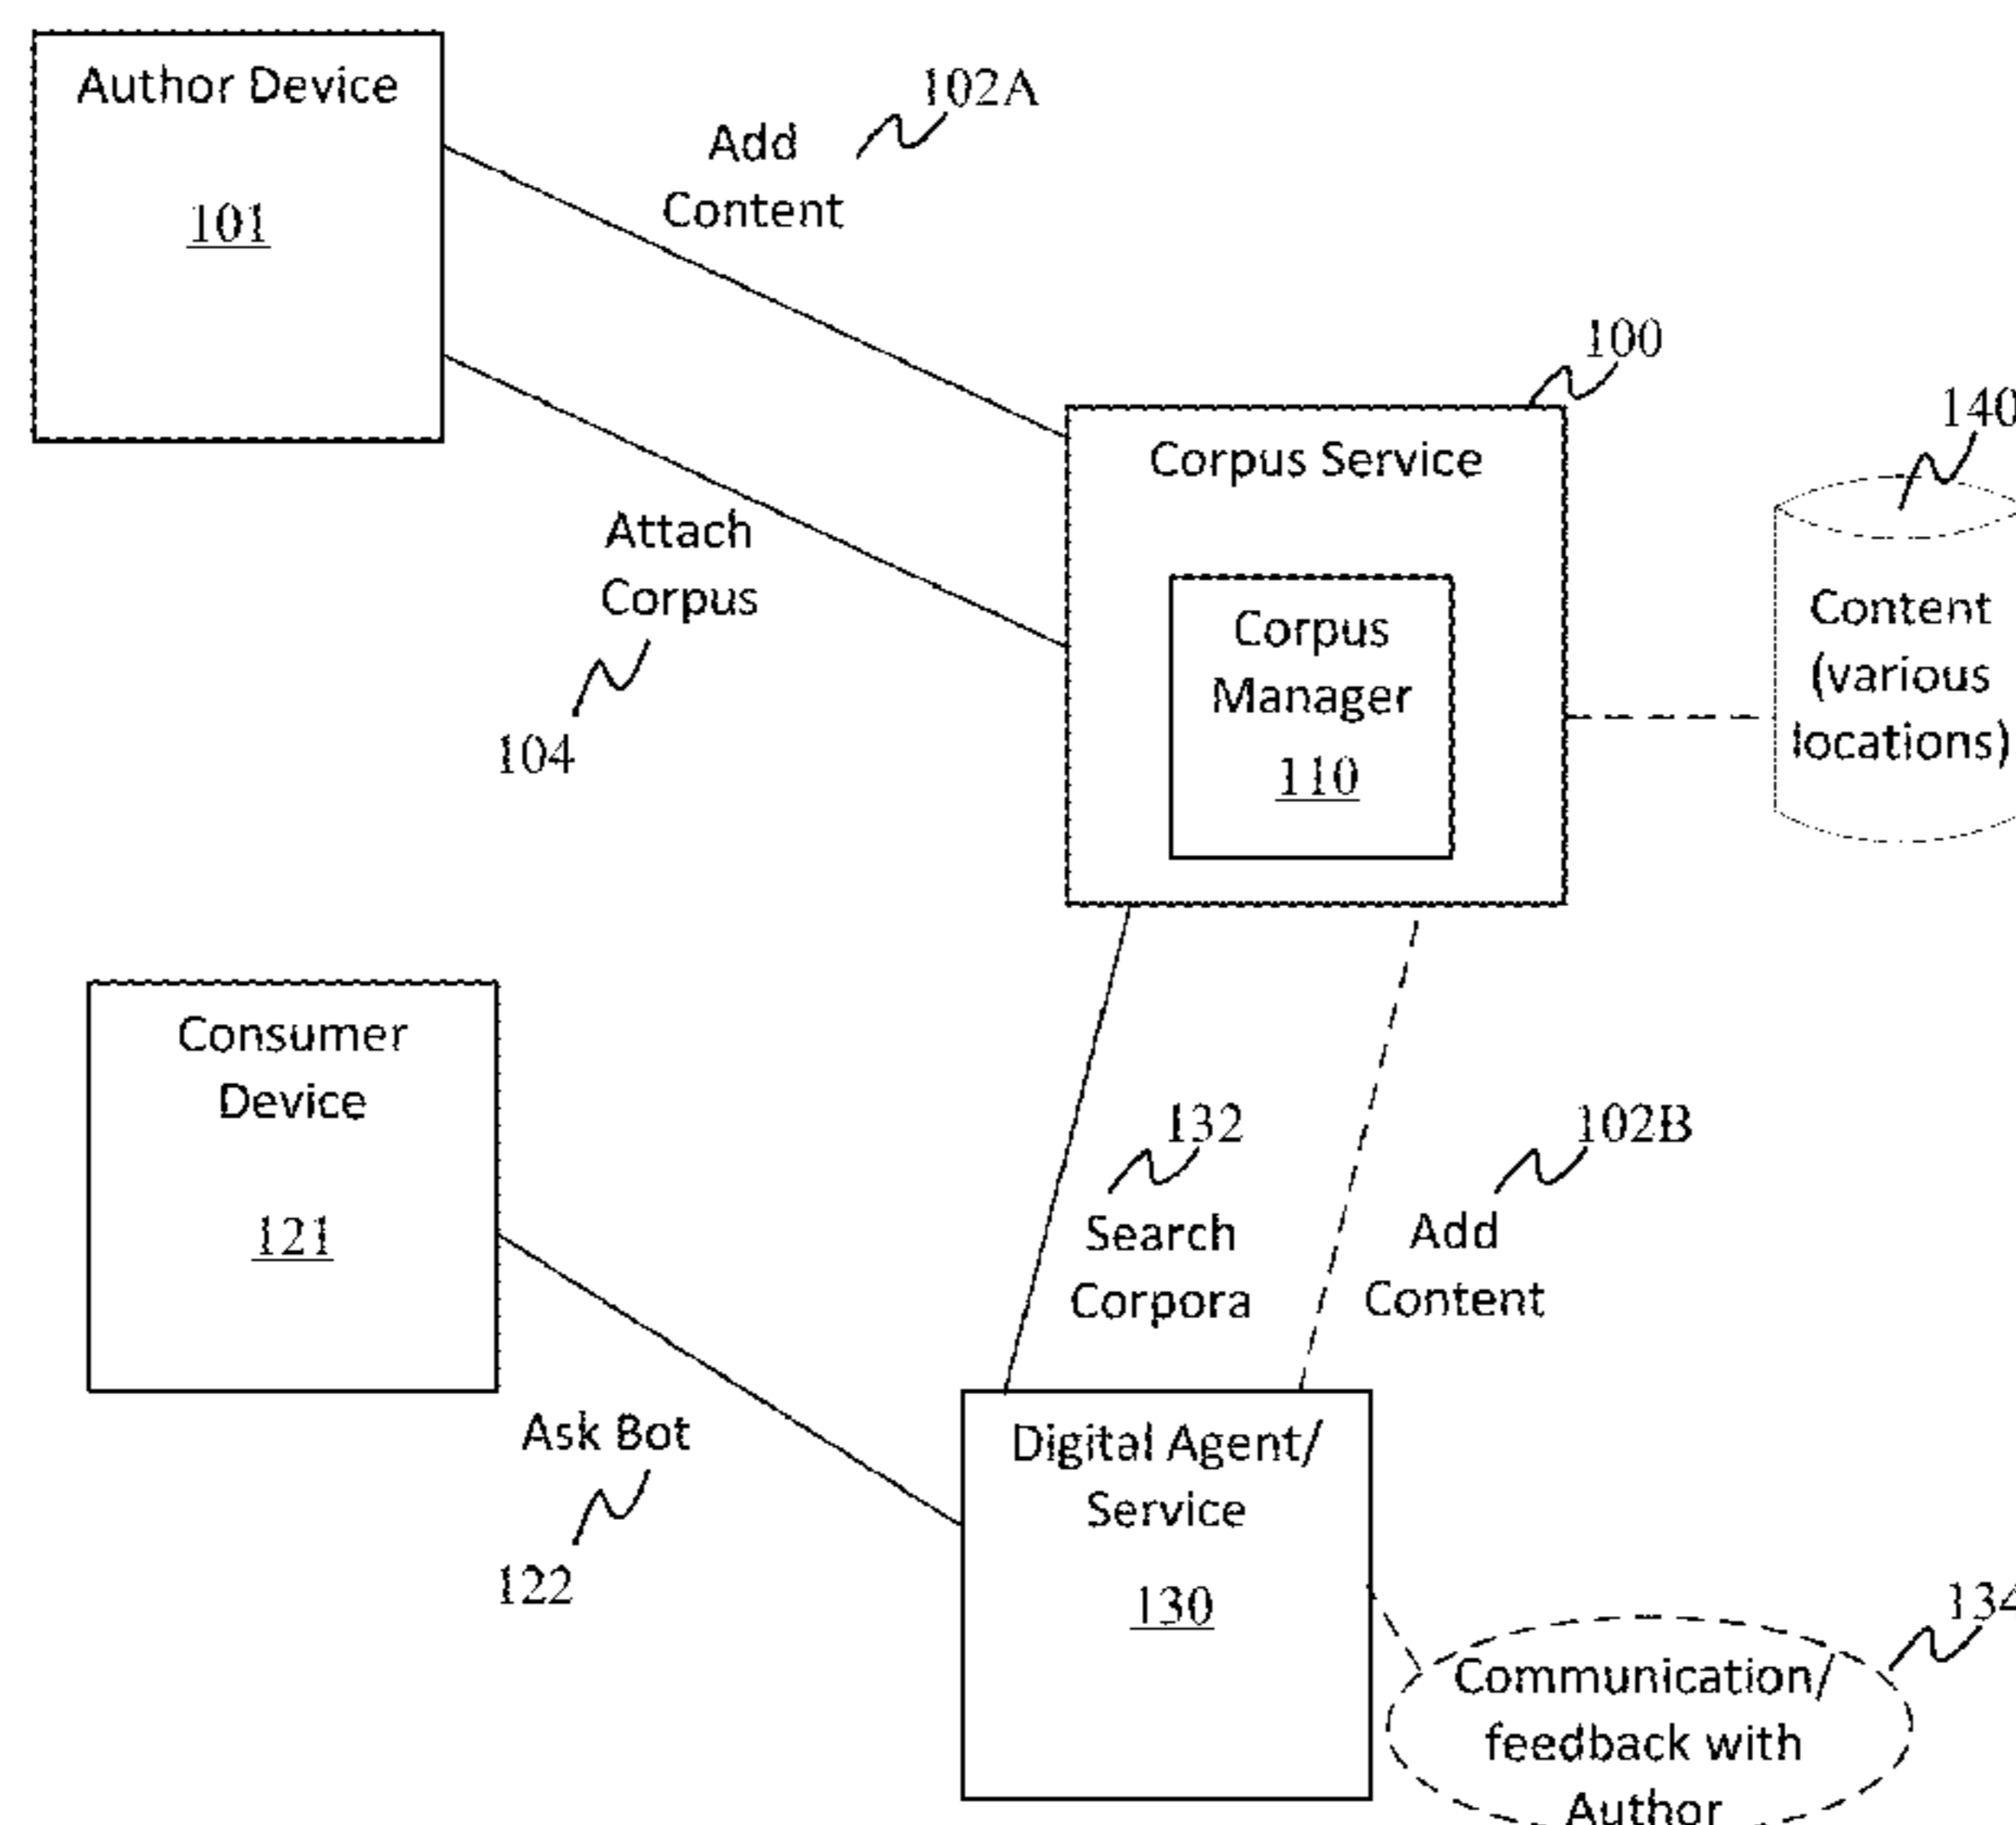 Author Device
101
102A
Add
Content
100
140
Corpus Service
Attach
Corpus
104
Corpus
Manager
110
Content
(various
locations)
Consumer
Device
121
132
Search
Corpora
102B
Add
Content
Ask Bot
122
Digital Agent/
Service
130
134
Communication/
feedback with
Author